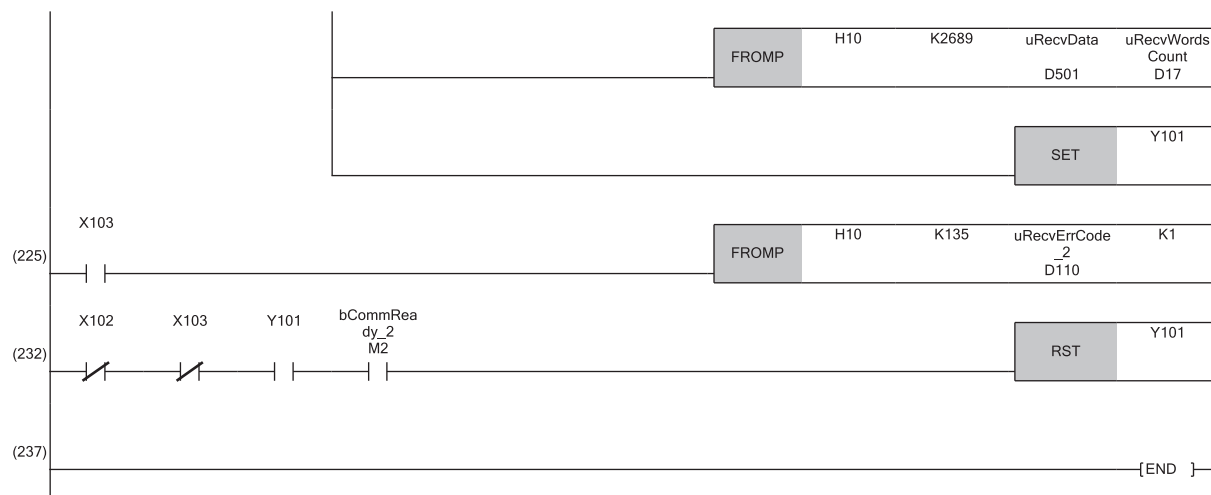 H10 K2689 uRecvData uRecvWords
Count
FROMP
D501 D17
Y101
SET
X103
H10 K135 uRecvErrCode K1
_2
FROMP
(225)
D110
X102 X103 Y101 bCommRea
dy_2
M2
Y101
RST
(232)
(237)
[END ]